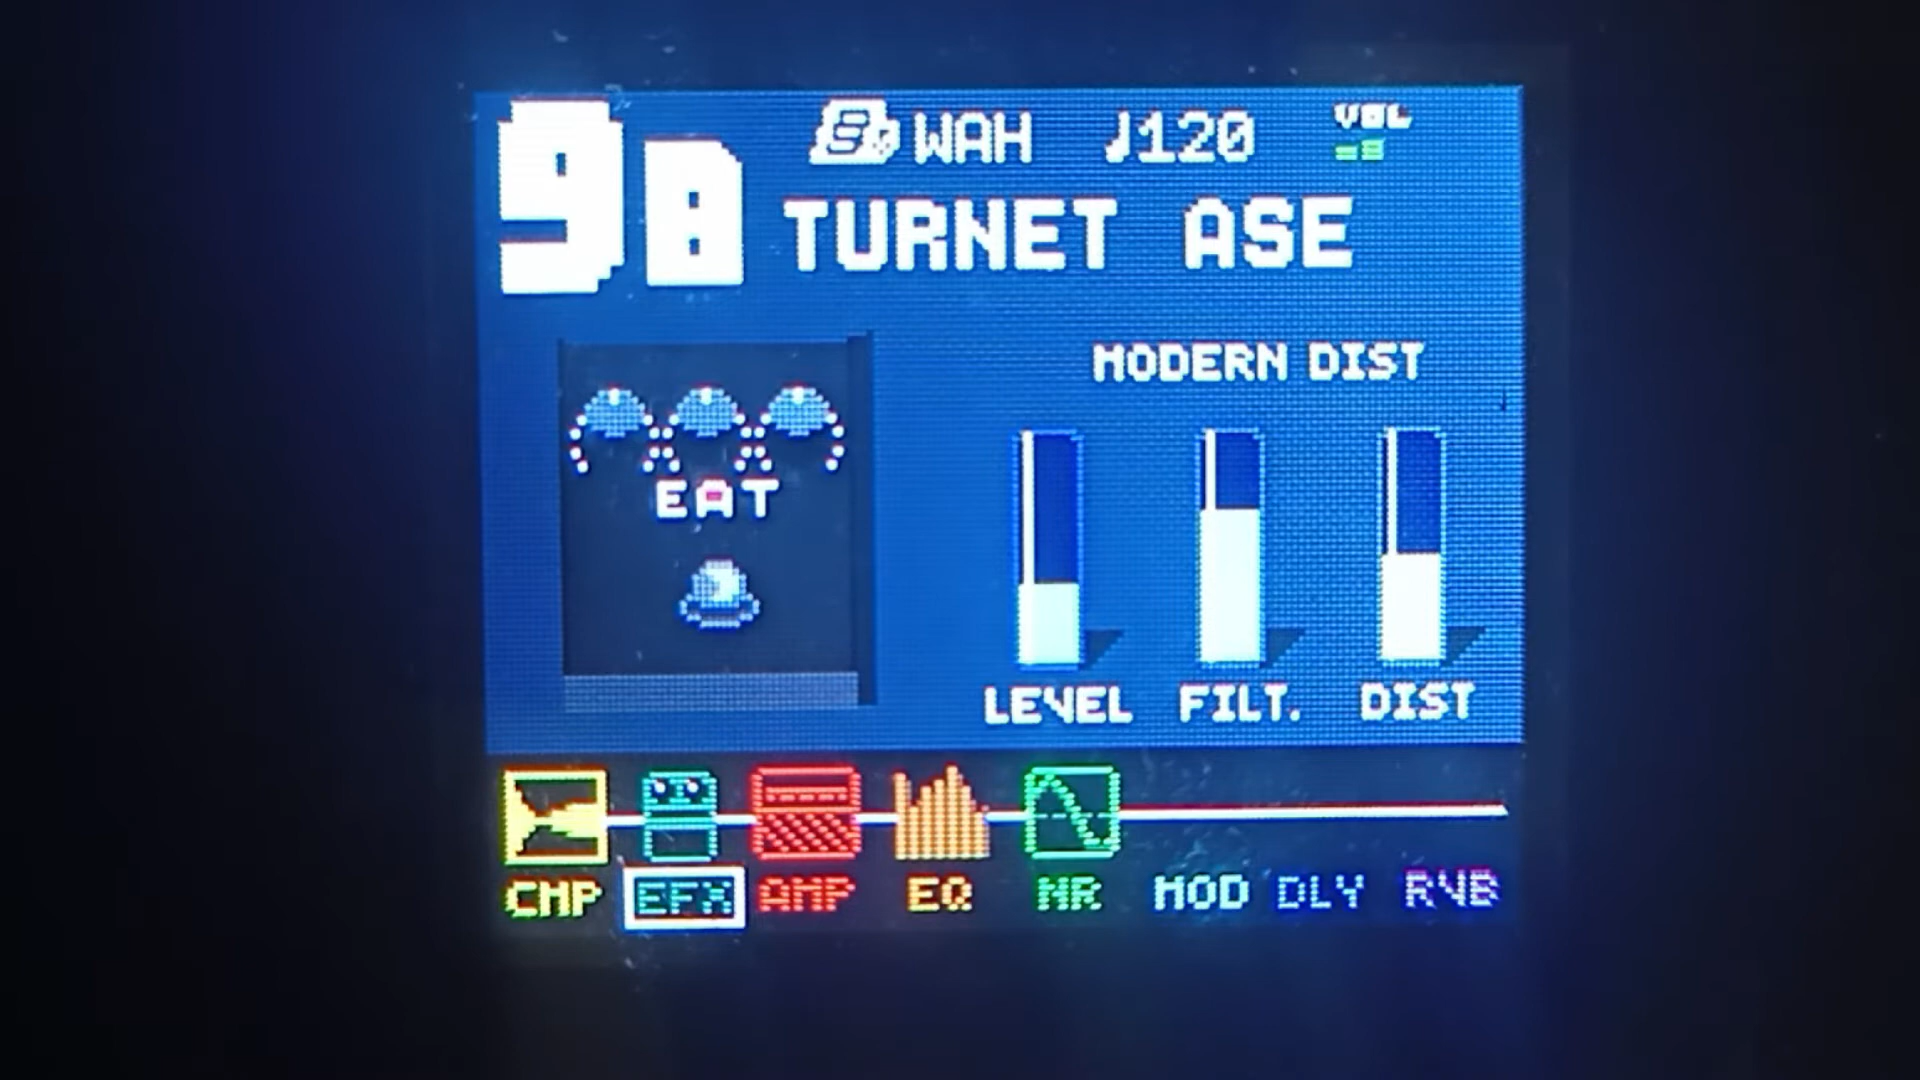 9B WAH ♩120 VOL
TURNET ASE
MODERN DIST
EAT
LEVEL FILT. DIST
CMP EFX AMP EQ NR MOD DLY RVB